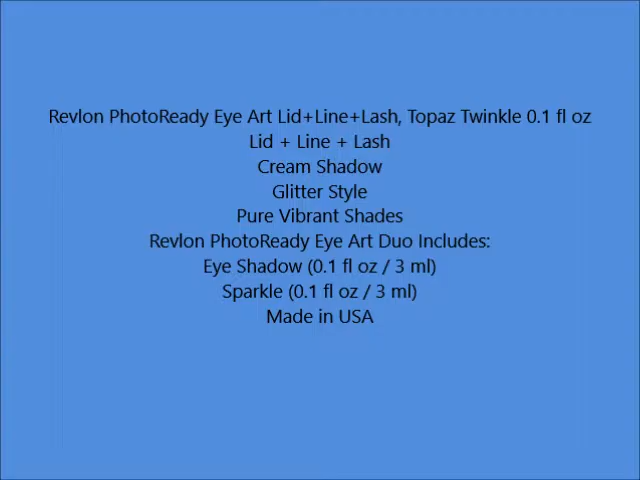 Revlon PhotoReady Eye Art Lid+Line+Lash, Topaz Twinkle 0.1 fl oz
Lid + Line + Lash
Cream Shadow
Glitter Style
Pure Vibrant Shades
Revlon PhotoReady Eye Art Duo Includes:
Eye Shadow (0.1 fl oz / 3 ml)
Sparkle (0.1 fl oz / 3 ml)
Made in USA